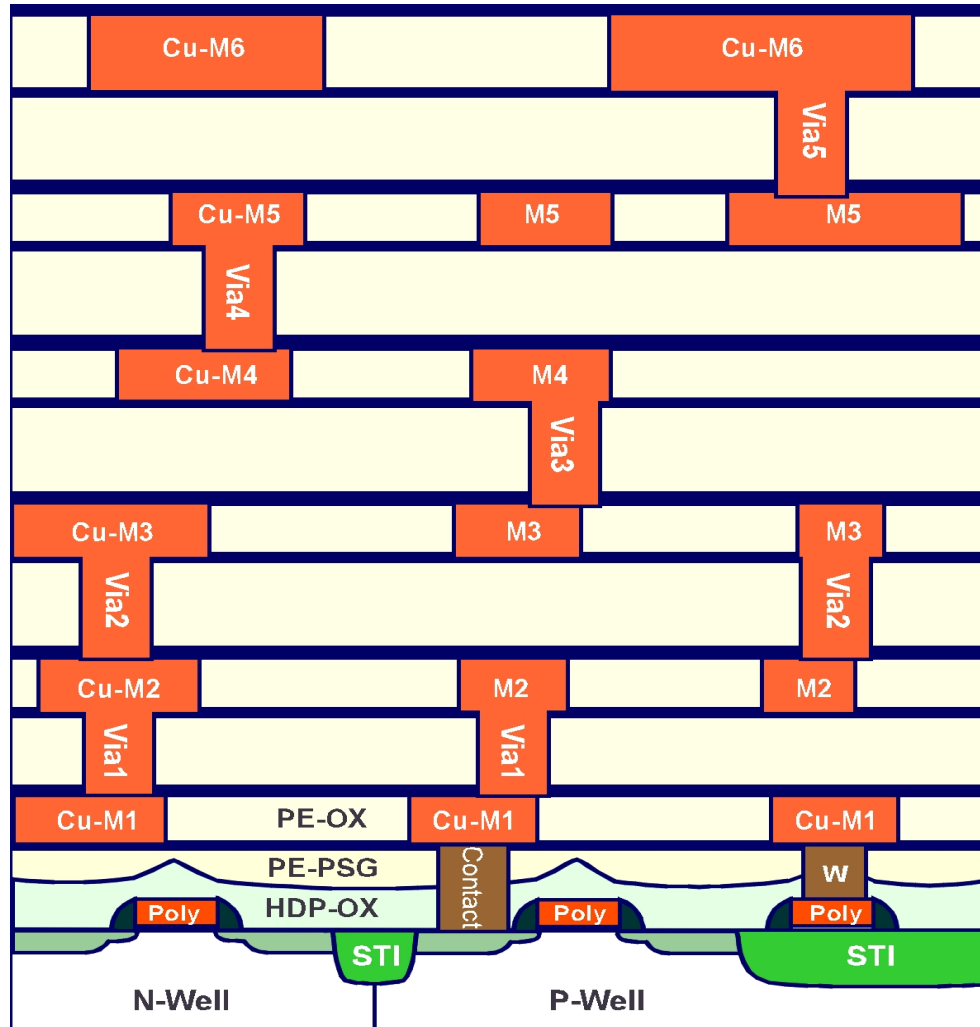 Cu-M6
Cu-M6
Via5
Cu-M5
M5
M5
Via4
Cu-M4
M4
Via3
Cu-M3
M3
M3
Via2
Via2
Cu-M2
M2
M2
Via1
Via1
Cu-M1
PE-OX
Cu-M1
Cu-M1
PE-PSG
Contact
W
HDP-OX
Poly
Poly
Poly
STI
STI
N-Well
P-Well